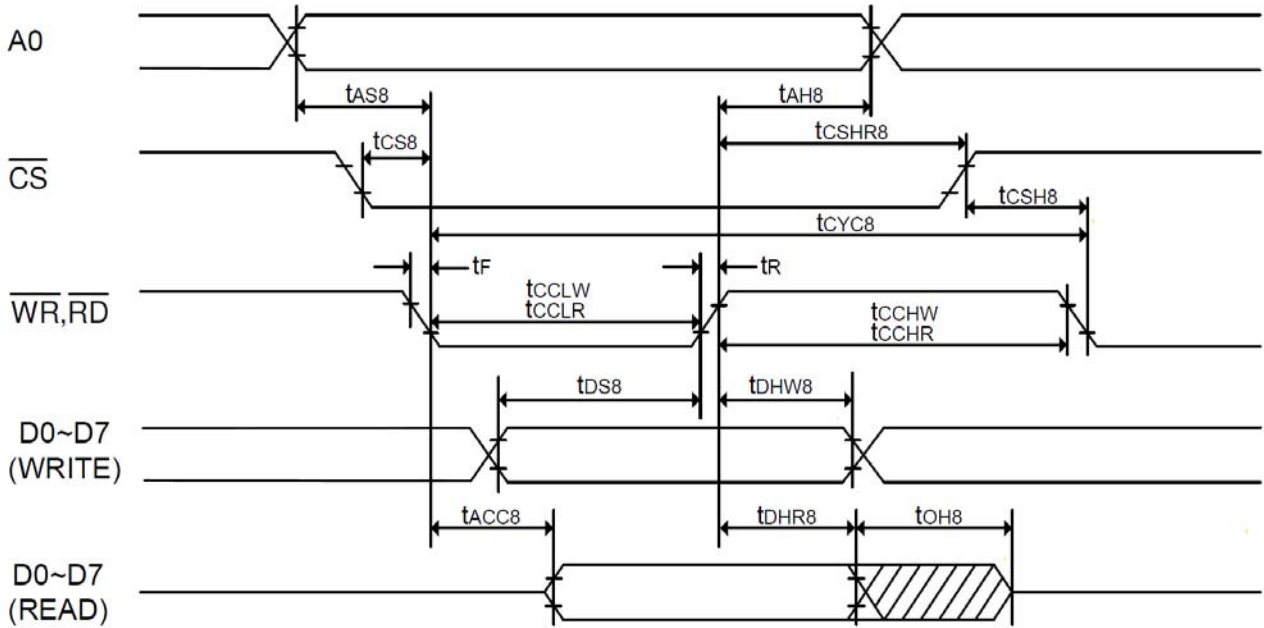 A0
tAS8
tAH8
tCS8
tCSHR8
CS
tCSH8
tCYC8
tF
tR
WR,RD
tCCLW
tCCLR
tCCHW
tCCHR
tDS8
tDHW8
D0~D7
(WRITE)
tACC8
tDHR8
tOH8
D0~D7
(READ)